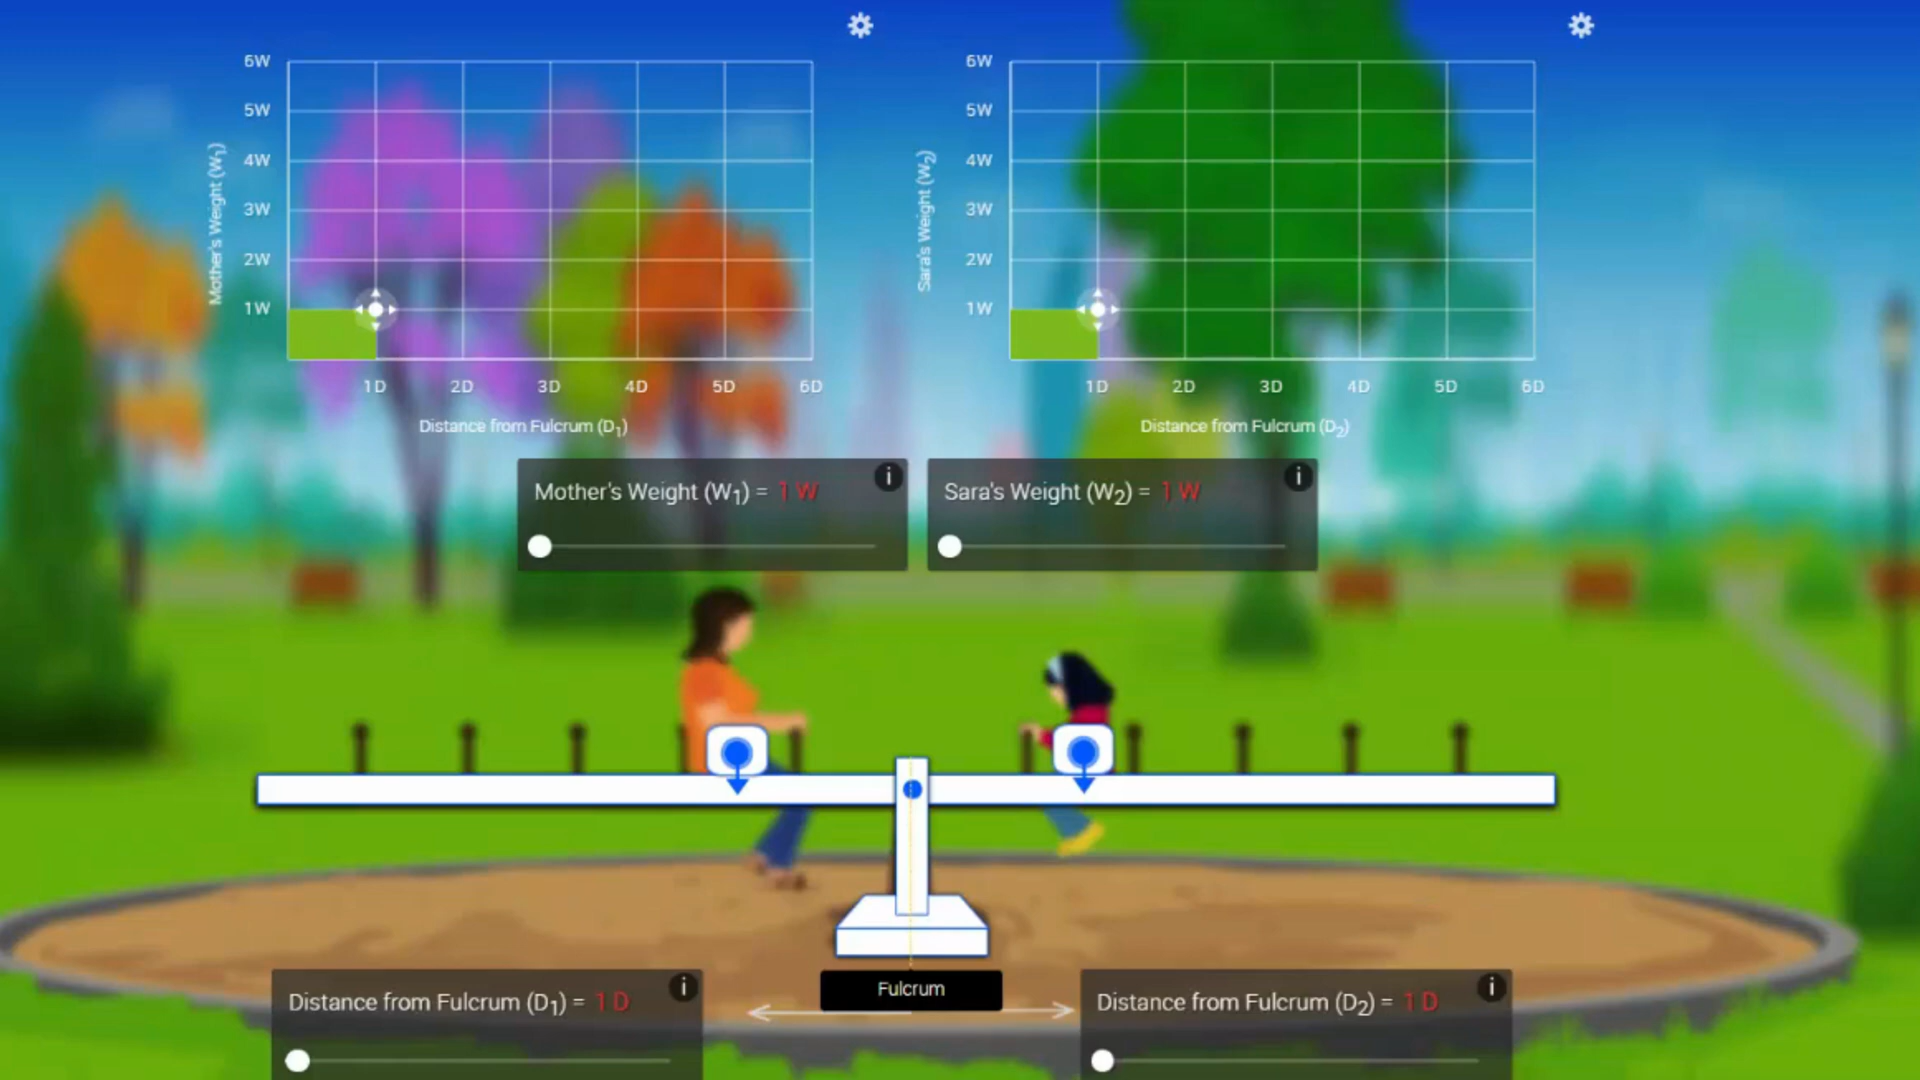 6W
5W
4W
3W
2W
1W
Mother's Weight (W₁)
1D
2D
3D
4D
5D
6D
Distance from Fulcrum (D₁)
6W
5W
4W
3W
2W
1W
Sara's Weight (W₂)
1D
2D
3D
4D
5D
6D
Distance from Fulcrum (D₂)
Mother's Weight (W₁) = 1 W
i
Sara's Weight (W₂) = 1 W
i
Distance from Fulcrum (D₁) = 1 D
i
Fulcrum
Distance from Fulcrum (D₂) = 1 D
i